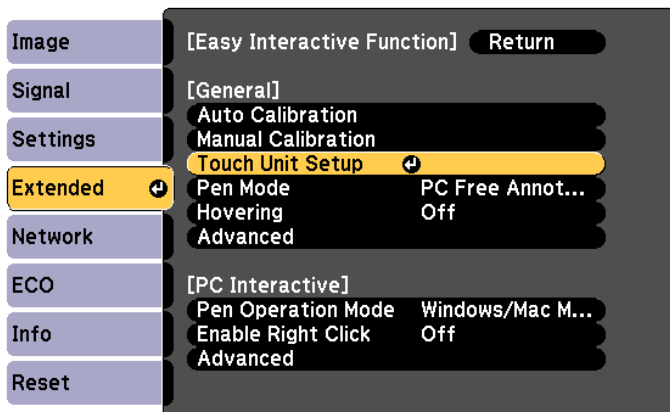 Image
Signal
Settings
Extended
Network
ECO
Info
Reset
[Easy Interactive Function] Return
[General]
Auto Calibration
Manual Calibration
Touch Unit Setup
Pen Mode PC Free Annot...
Hovering Off
Advanced
[PC Interactive]
Pen Operation Mode Windows/Mac M...
Enable Right Click Off
Advanced